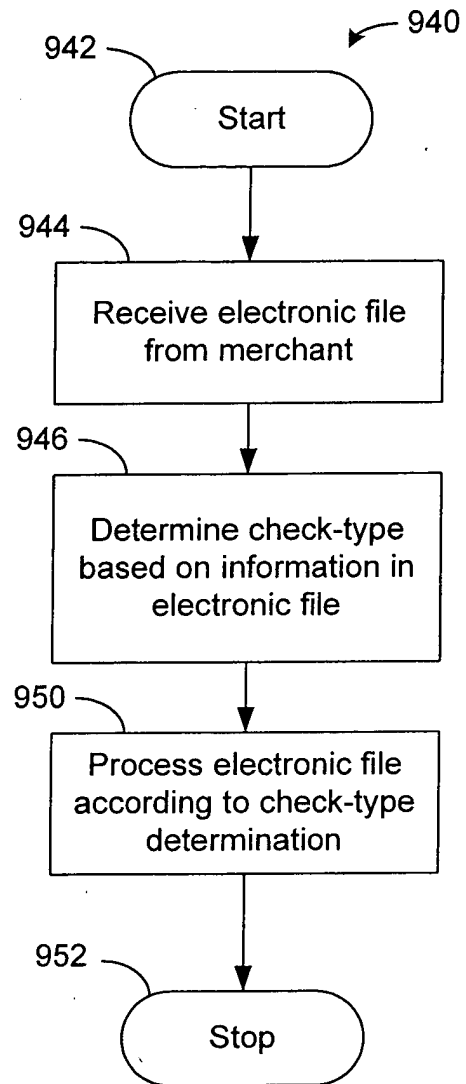 940
942
Start
944
Receive electronic file
from merchant
946
Determine check-type
based on information in
electronic file
950
Process electronic file
according to check-type
determination
952
Stop